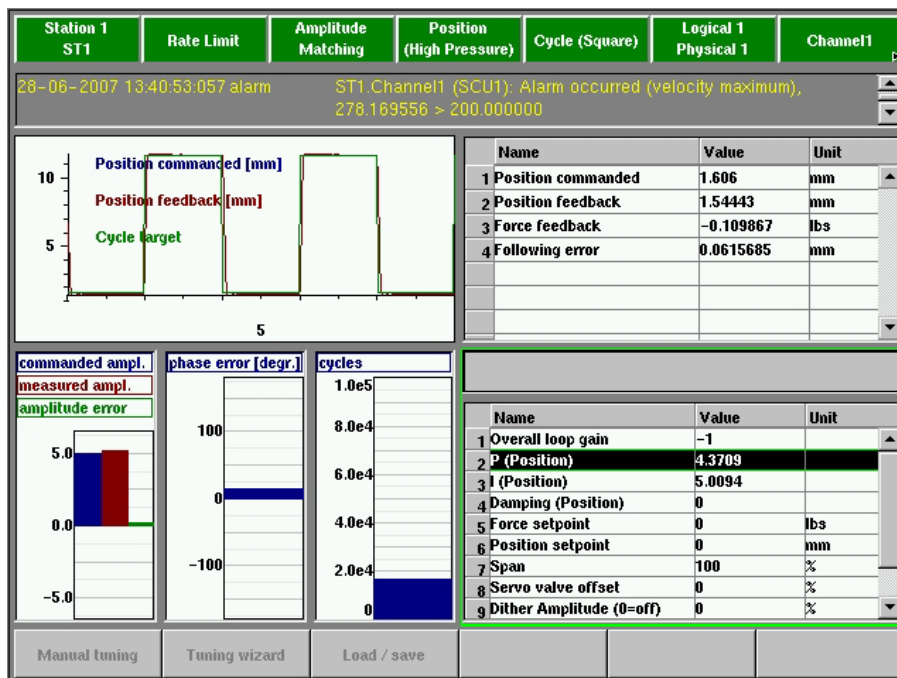 Station 1
ST1
Rate Limit
Amplitude
Matching
Position
(High Pressure)
Cycle (Square)
Logical 1
Physical 1
Channel1
28-06-2007 13:40:53:057 alarm ST1.Channel1 (SCU1): Alarm occurred (velocity maximum),
278.169556 > 200.000000
Position commanded [mm]
Position feedback [mm]
Cycle target
10
5
5
Name Value Unit
1 Position commanded 1.606 mm
2 Position feedback 1.54443 mm
3 Force feedback -0.109867 lbs
4 Following error 0.0615685 mm
commanded ampl.
measured ampl.
amplitude error
5.0
0.0
-5.0
phase error [degr.]
100
0
-100
cycles
1.0e5
8.0e4
6.0e4
4.0e4
2.0e4
0
Name Value Unit
1 Overall loop gain -1
2 P (Position) 4.3709
3 I (Position) 5.0094
4 Damping (Position) 0
5 Force setpoint 0 lbs
6 Position setpoint 0 mm
7 Span 100 %
8 Servo valve offset 0 %
9 Dither Amplitude (0=off) 0 %
Manual tuning
Tuning wizard
Load / save